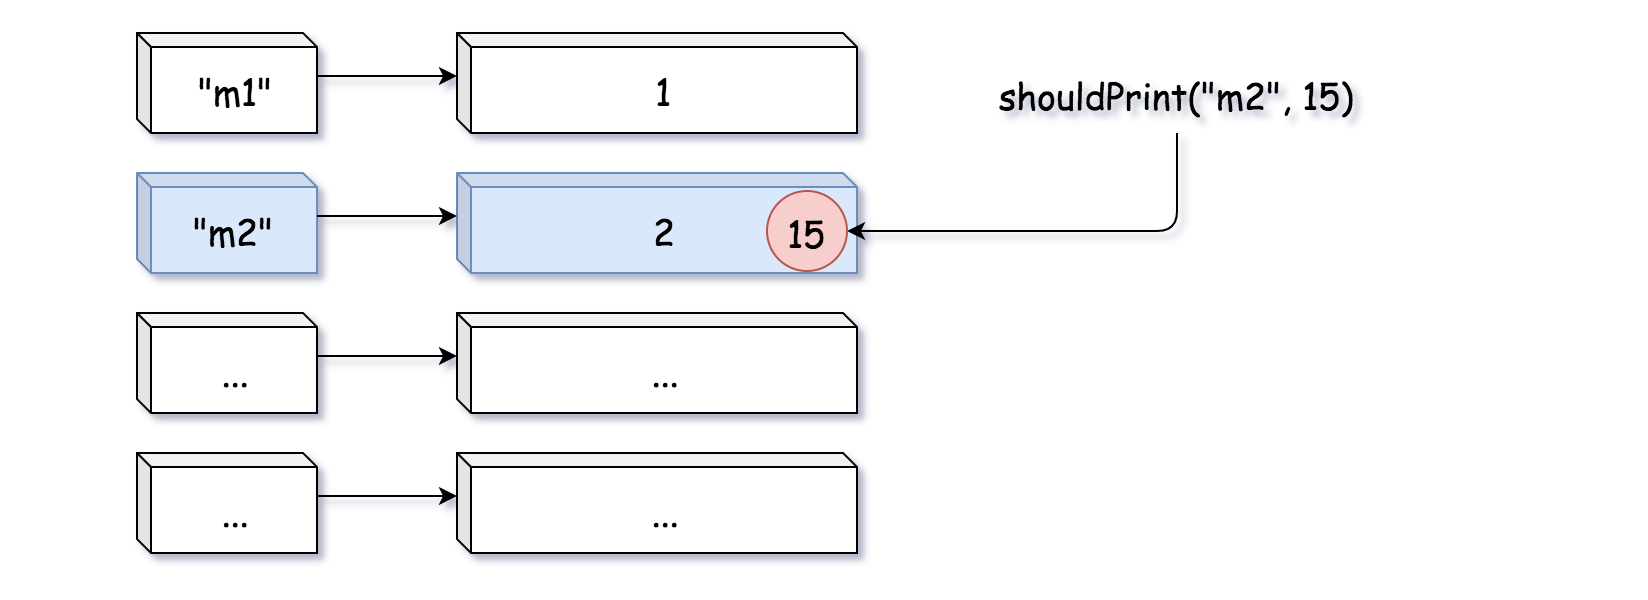 "m1" 1 shouldPrint("m2", 15)
"m2" 2 15
... ...
... ...